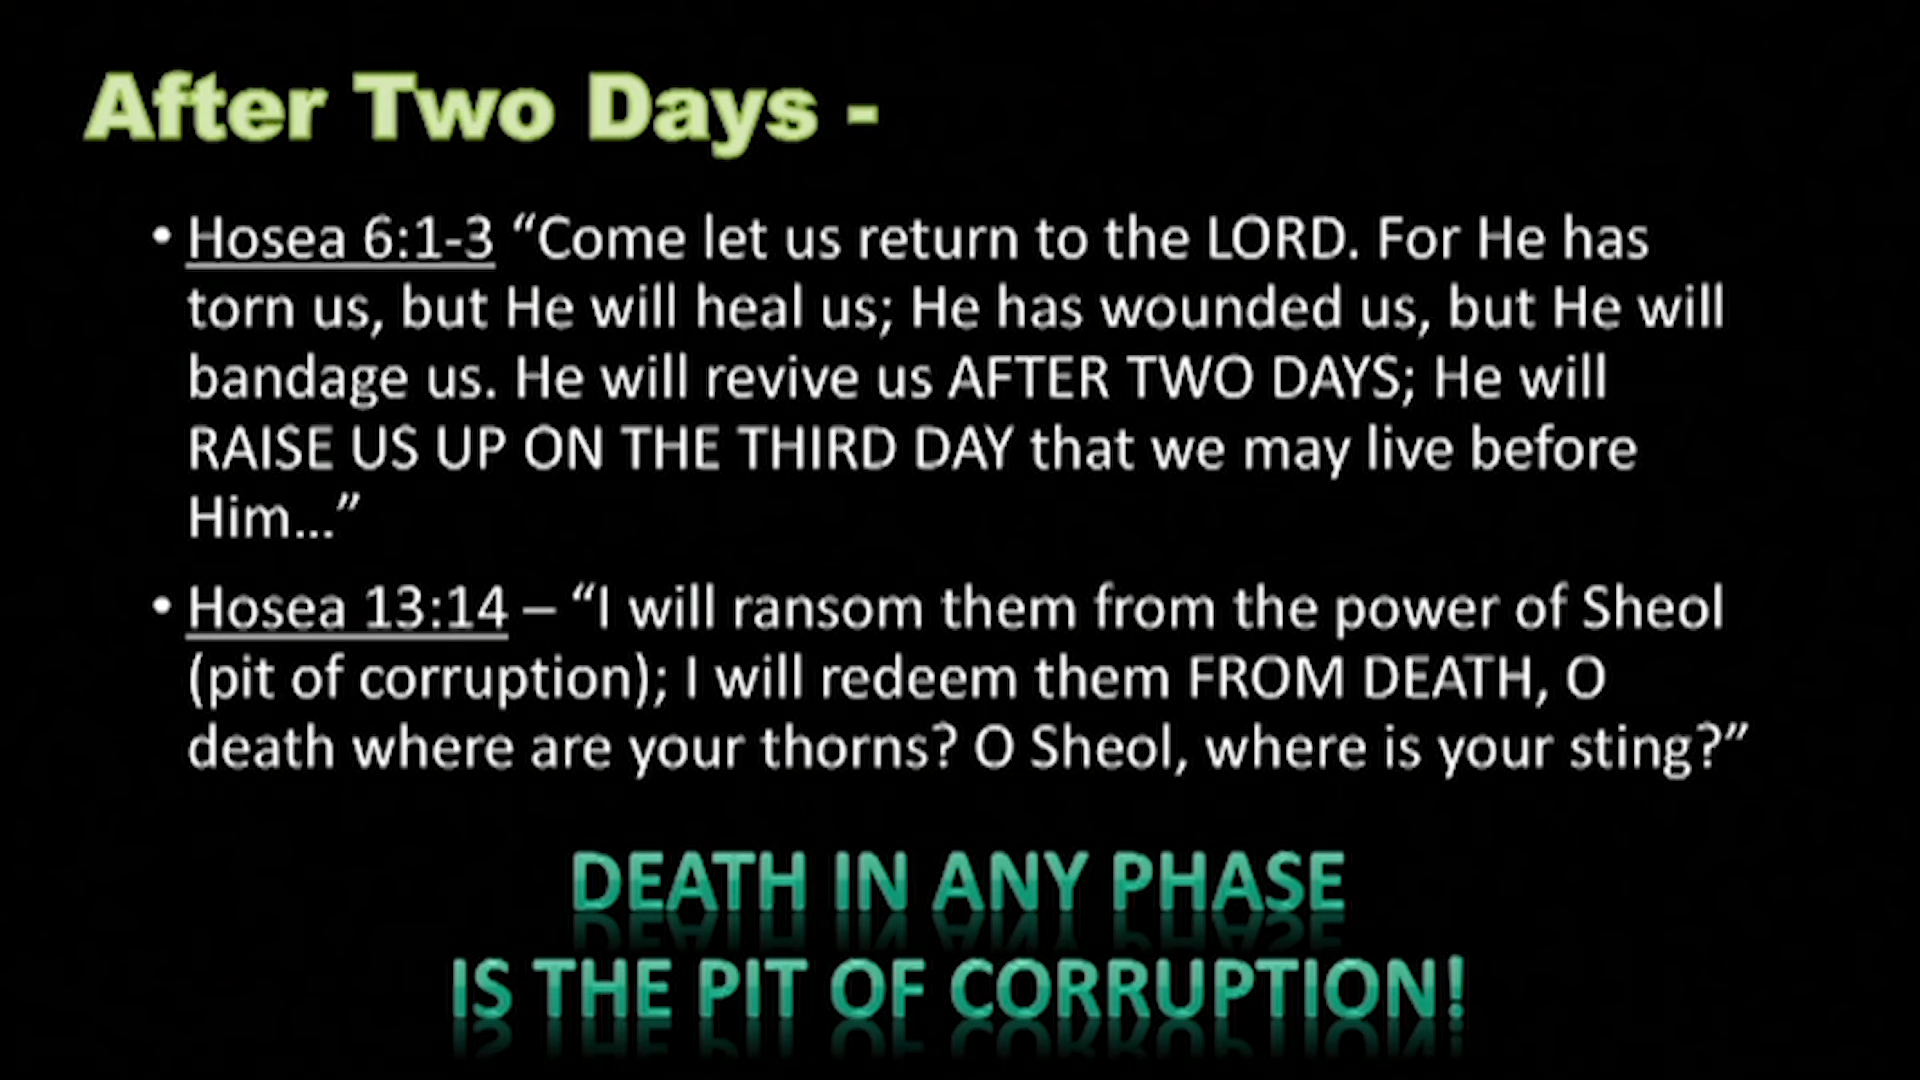 After Two Days -
• Hosea 6:1-3 “Come let us return to the LORD. For He has
torn us, but He will heal us; He has wounded us, but He will
bandage us. He will revive us AFTER TWO DAYS; He will
RAISE US UP ON THE THIRD DAY that we may live before
Him...”
• Hosea 13:14 – “I will ransom them from the power of Sheol
(pit of corruption); I will redeem them FROM DEATH, O
death where are your thorns? O Sheol, where is your sting?”
DEATH IN ANY PHASE
IS THE PIT OF CORRUPTION!